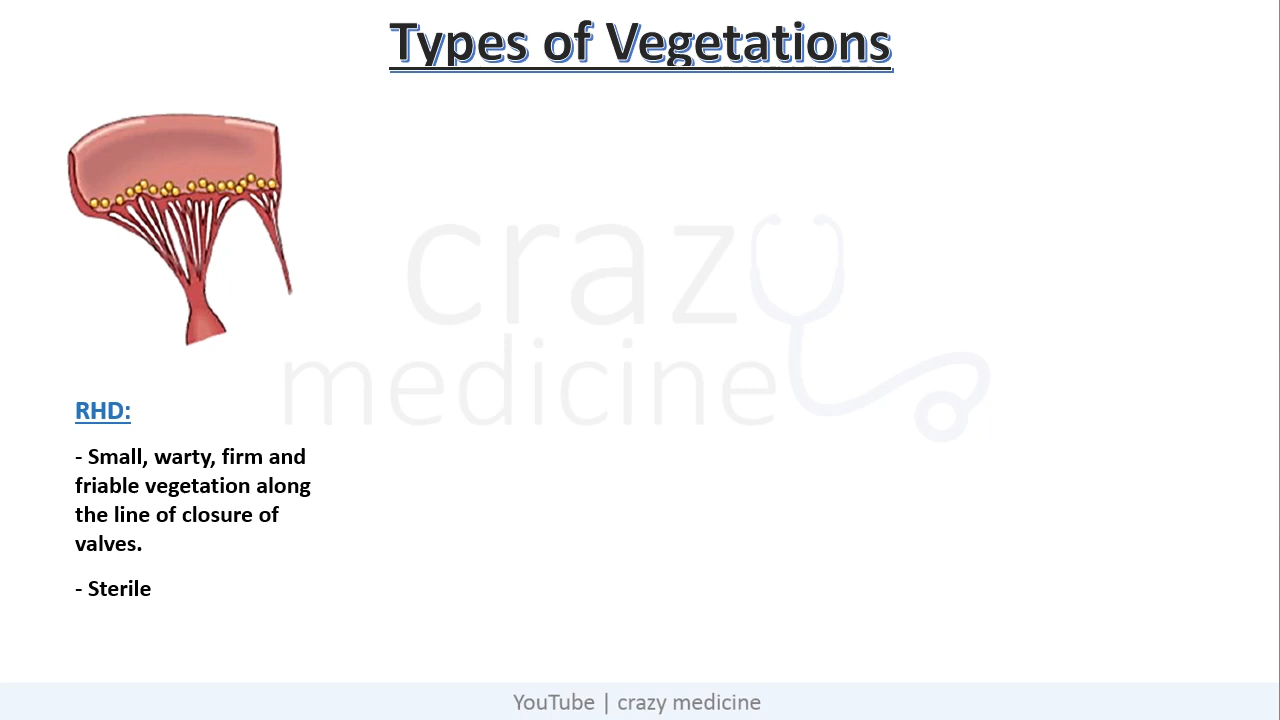 Types of Vegetations
crazy
medicine
RHD:
- Small, warty, firm and
friable vegetation along
the line of closure of
valves.
- Sterile
YouTube | crazy medicine